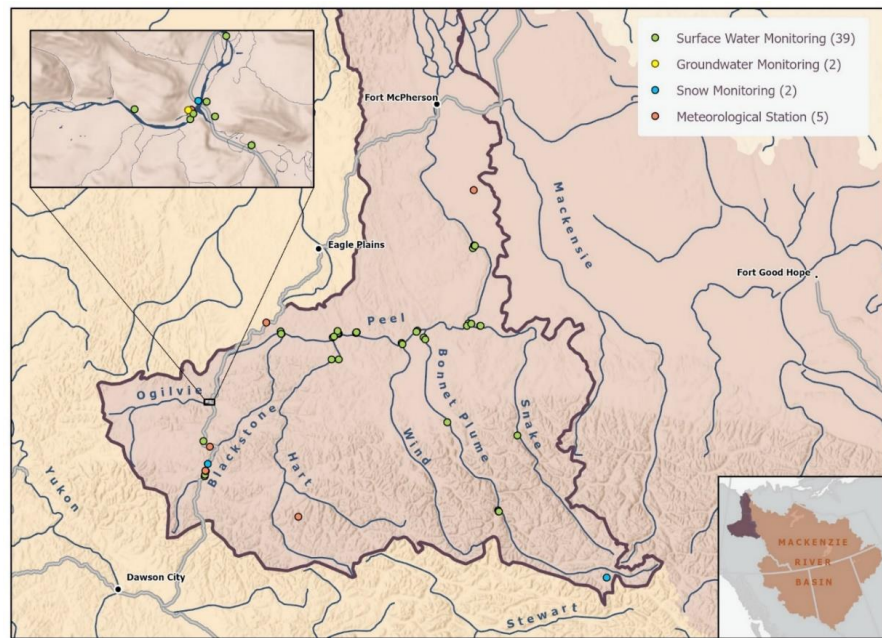 Surface Water Monitoring (39)
Groundwater Monitoring (2)
Snow Monitoring (2)
Meteorological Station (5)
Fort McPherson
Mackensie
Eagle Plains
Fort Good Hope
Peel
Ogilvie
Blackstone
Hart
Wind
Bonnet Plume
Snake
Yukon
Dawson City
Stewart
MACKENZIE
RIVER
BASIN